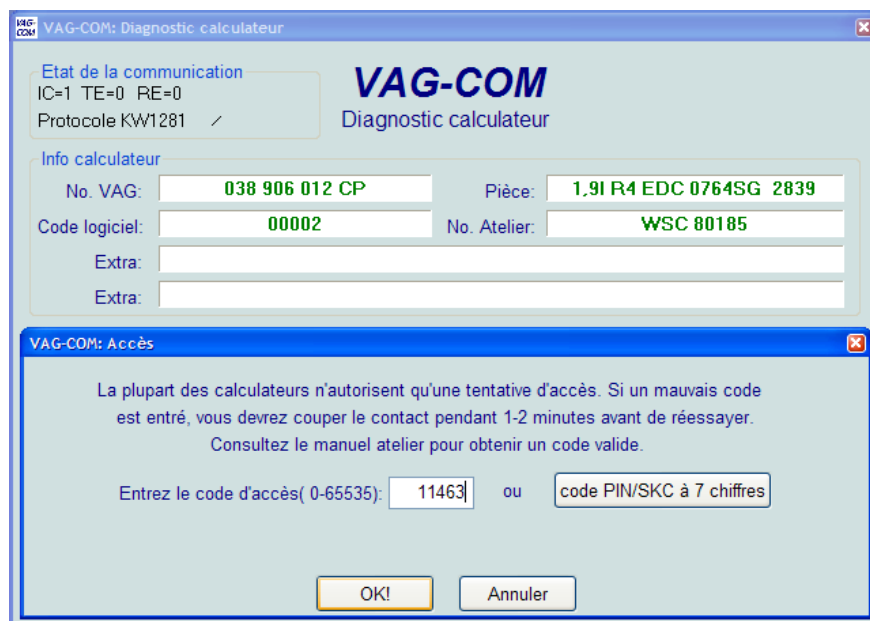 VAG-COM
VAG-COM: Diagnostic calculateur
Etat de la communication
IC=1 TE=0 RE=0
Protocole KW1281 /
VAG-COM
Diagnostic calculateur
Info calculateur
No. VAG: 038 906 012 CP Pièce: 1,9l R4 EDC 0764SG 2839
Code logiciel: 00002 No. Atelier: WSC 80185
Extra:
Extra:
VAG-COM: Accès
La plupart des calculateurs n'autorisent qu'une tentative d'accès. Si un mauvais code
est entré, vous devrez couper le contact pendant 1-2 minutes avant de réessayer.
Consultez le manuel atelier pour obtenir un code valide.
Entrez le code d'accès( 0-65535): 11463 ou code PIN/SKC à 7 chiffres
OK! Annuler